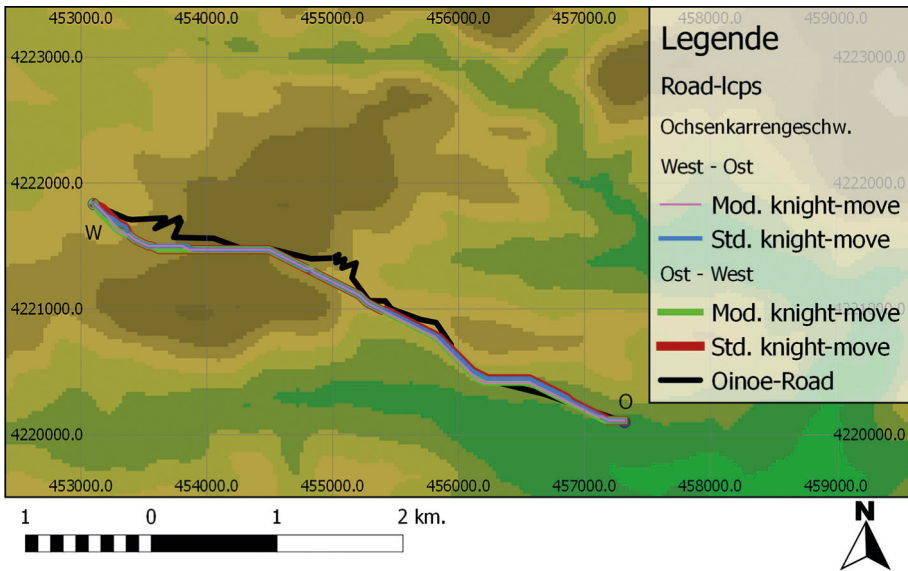 453000.0 454000.0 455000.0 456000.0 457000.0 458000.0 459000.0
4223000.0 4223000.0
4222000.0 4222000.0
4221000.0 4221000.0
4220000.0 4220000.0
453000.0 454000.0 455000.0 456000.0 457000.0 458000.0 459000.0
W
O
Legende
Road-lcps
Ochsenkarrengeschw.
West - Ost
Mod. knight-move
Std. knight-move
Ost - West
Mod. knight-move
Std. knight-move
Oinoe-Road
1 0 1 2 km.
N